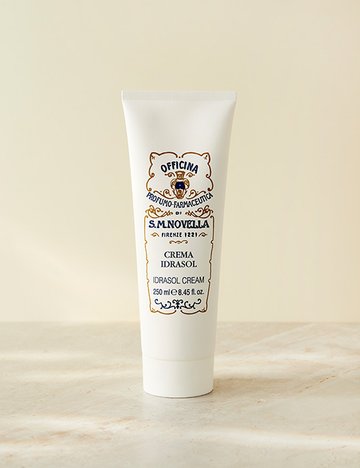 OFFICINA
PROFUMO-FARMACEUTICA
DI
S.M.NOVELLA
FIRENZE 1221
CREMA
IDRASOL
IDRASOL CREAM
250 ml ℮ 8.45 fl. oz.